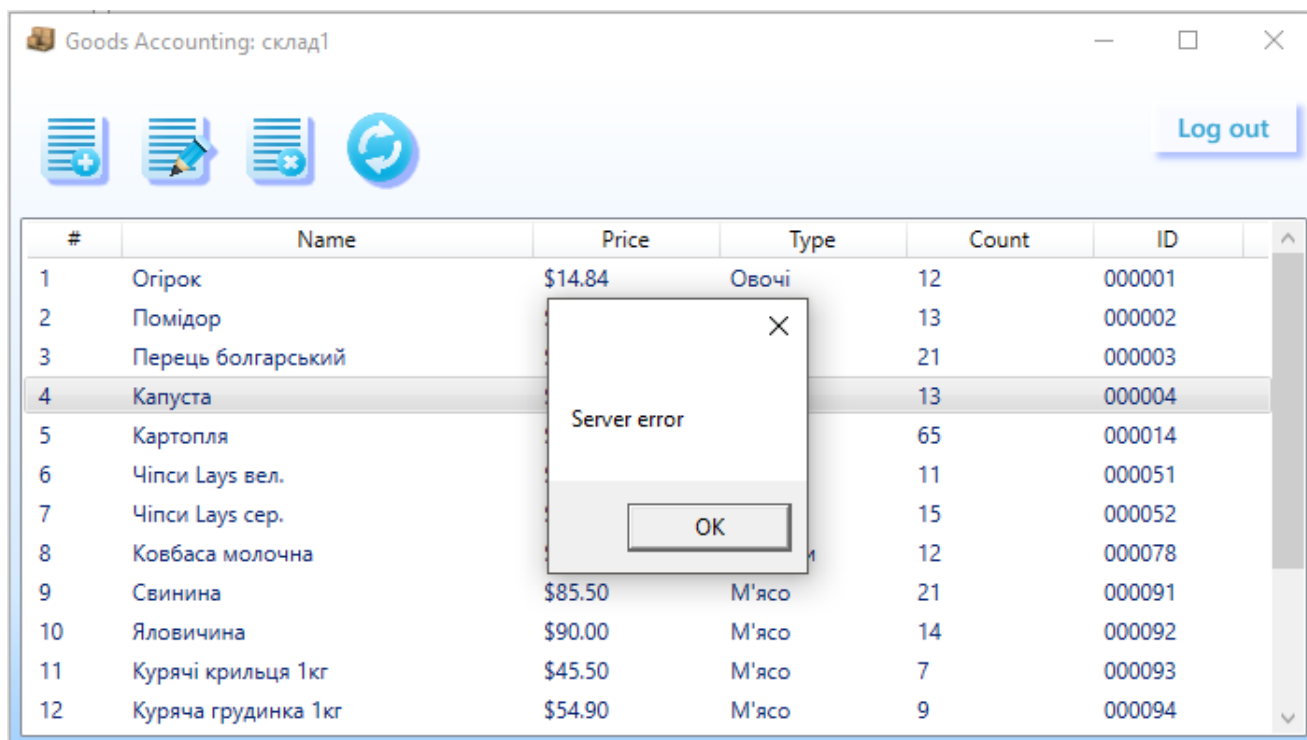 Goods Accounting: склад1
Log out
# Name Price Type Count ID
1 Огірок $14.84 Овочі 12 000001
2 Помідор 13 000002
3 Перець болгарський 21 000003
4 Капуста 13 000004
5 Картопля 65 000014
6 Чіпси Lays вел. 11 000051
7 Чіпси Lays сер. 15 000052
8 Ковбаса молочна 12 000078
9 Свинина $85.50 М'ясо 21 000091
10 Яловичина $90.00 М'ясо 14 000092
11 Курячі крильця 1кг $45.50 М'ясо 7 000093
12 Куряча грудинка 1кг $54.90 М'ясо 9 000094
Server error
OK